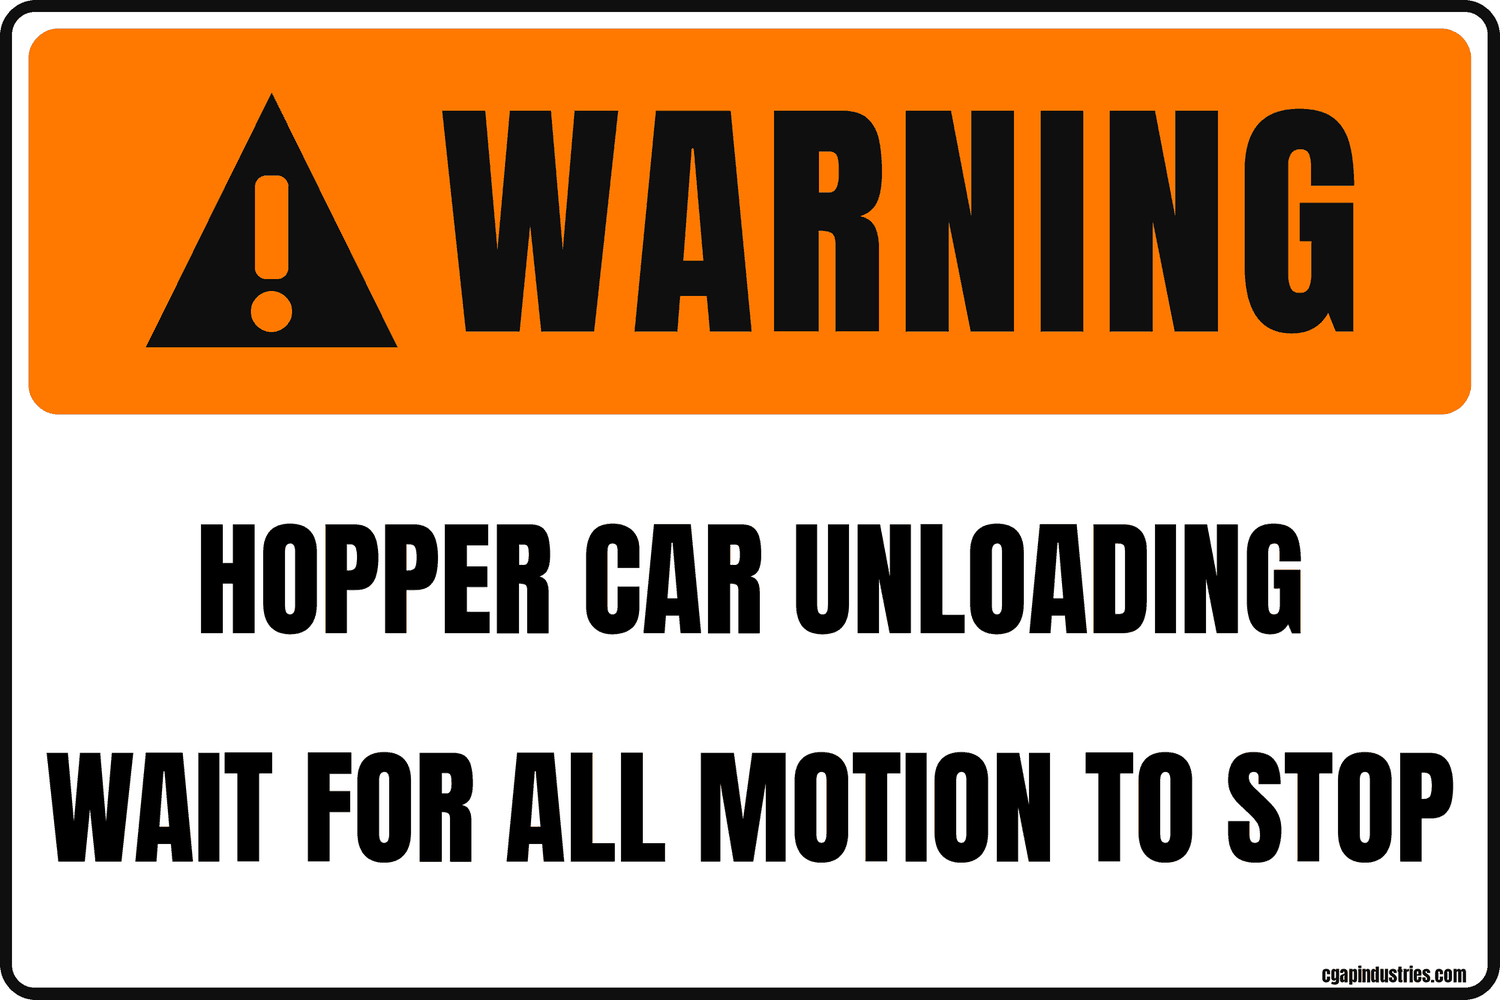 WARNING
HOPPER CAR UNLOADING
WAIT FOR ALL MOTION TO STOP
cgapindustries.com